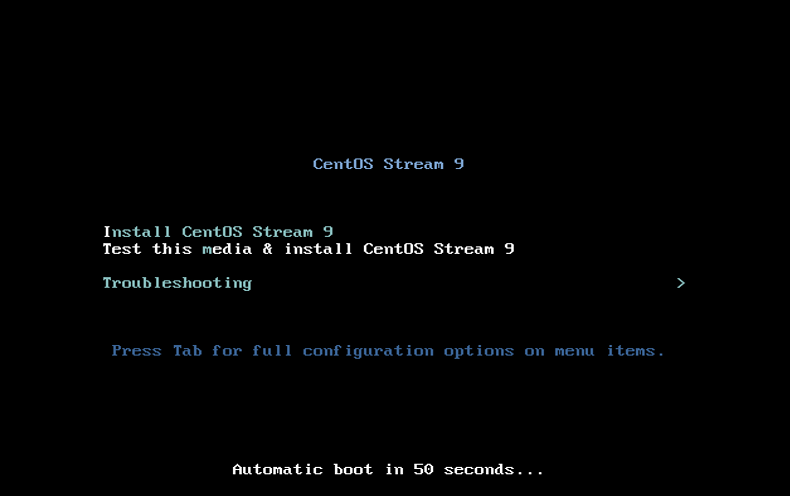 CentOS Stream 9
Install CentOS Stream 9
Test this media & install CentOS Stream 9
Troubleshooting >
Press Tab for full configuration options on menu items.
Automatic boot in 50 seconds...